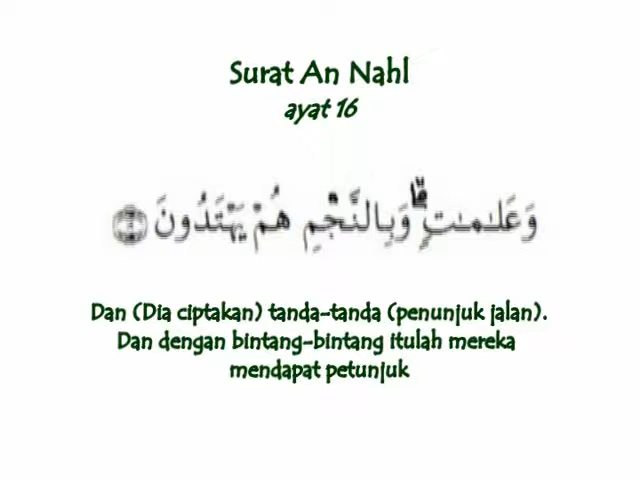 Surat An Nahl
ayat 16
وَعَلَـٰمَـٰتٍ ۚ وَبِالنَّجْمِ هُمْ يَهْتَدُونَ
Dan (Dia ciptakan) tanda-tanda (penunjuk jalan).
Dan dengan bintang-bintang itulah mereka
mendapat petunjuk